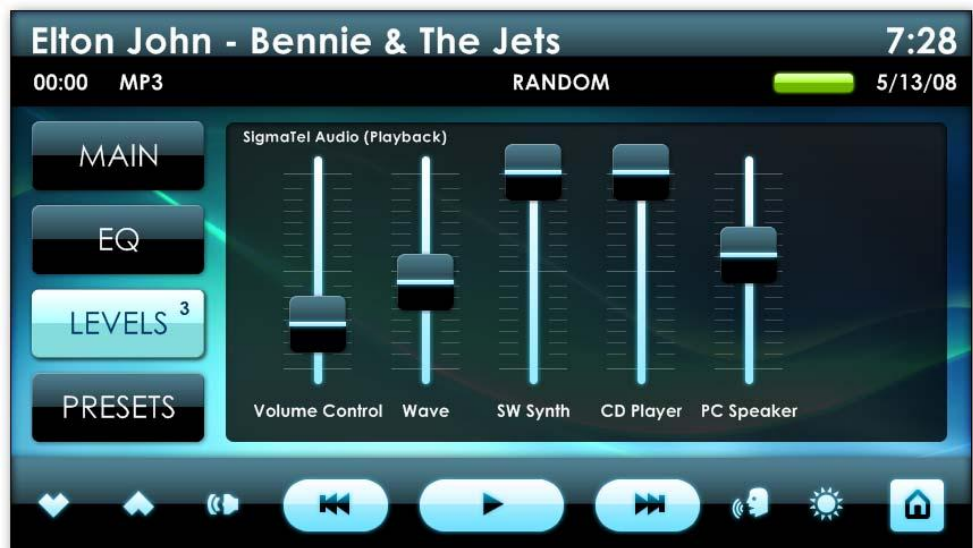 Elton John - Bennie & The Jets 7:28
00:00 MP3 RANDOM 5/13/08
MAIN
EQ
LEVELS 3
PRESETS
SigmaTel Audio (Playback)
Volume Control Wave SW Synth CD Player PC Speaker